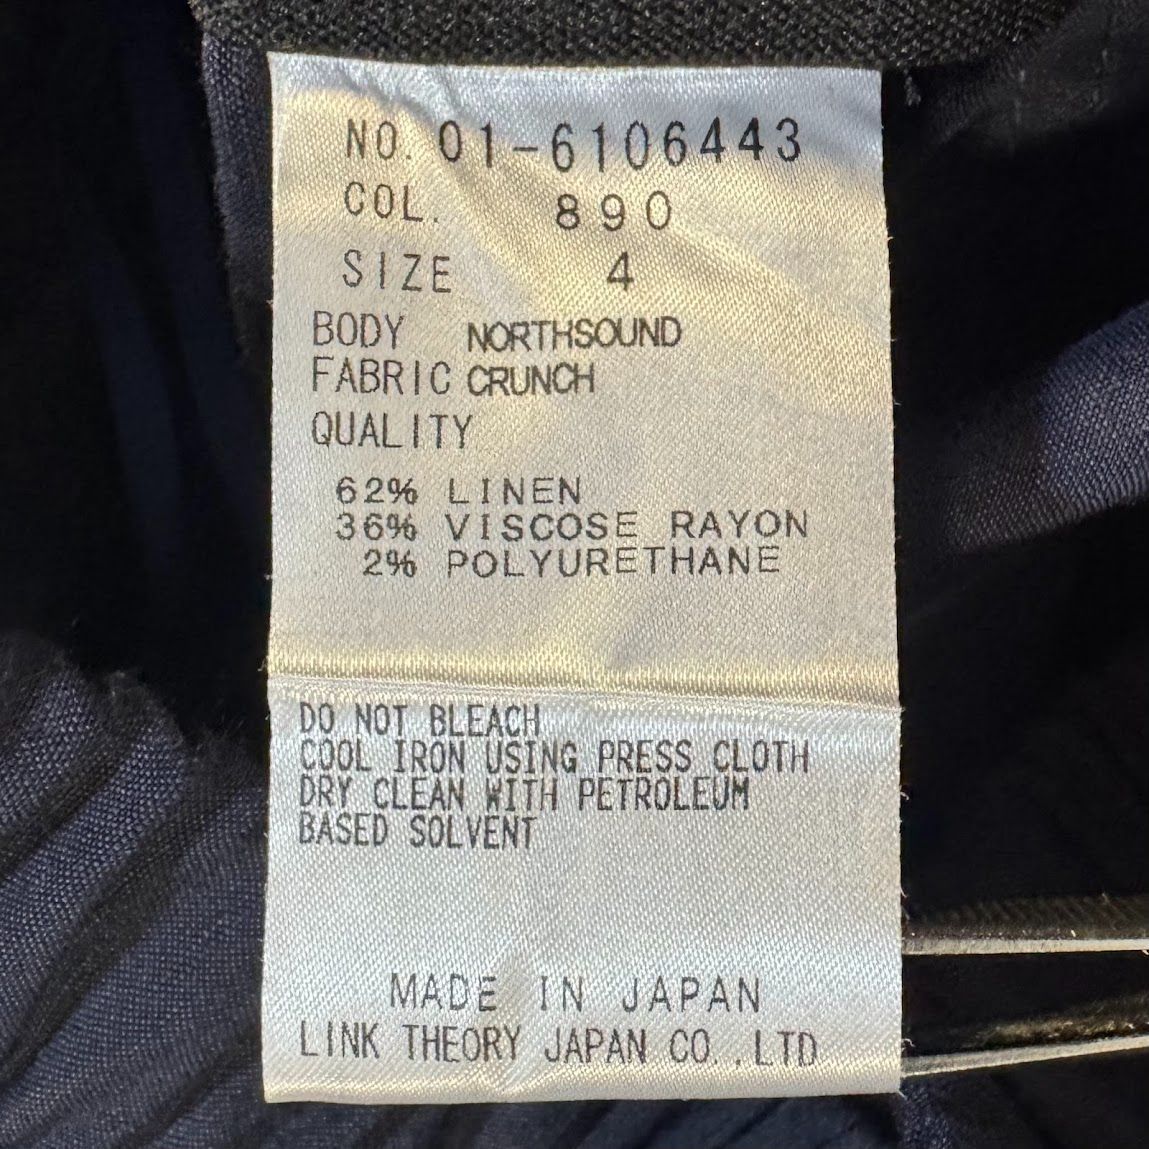 NO. 01-6106443
COL. 890
SIZE 4
BODY NORTHSOUND
FABRIC CRUNCH
QUALITY
62% LINEN
36% VISCOSE RAYON
2% POLYURETHANE
DO NOT BLEACH
COOL IRON USING PRESS CLOTH
DRY CLEAN WITH PETROLEUM
BASED SOLVENT
MADE IN JAPAN
LINK THEORY JAPAN CO.,LTD